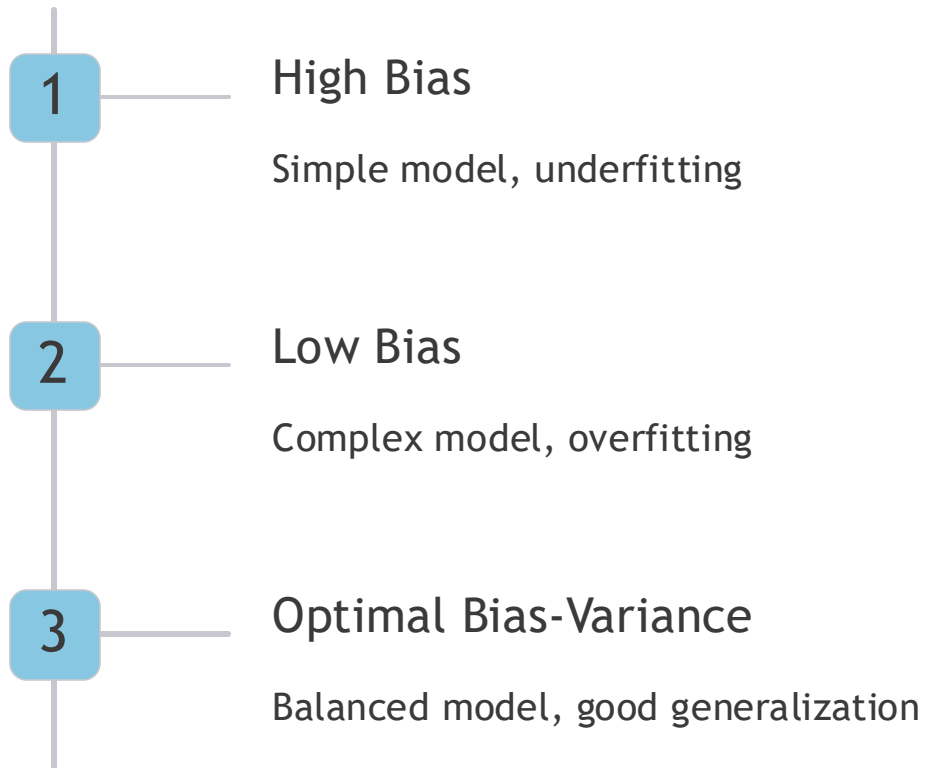 1
High Bias
Simple model, underfitting
2
Low Bias
Complex model, overfitting
3
Optimal Bias-Variance
Balanced model, good generalization